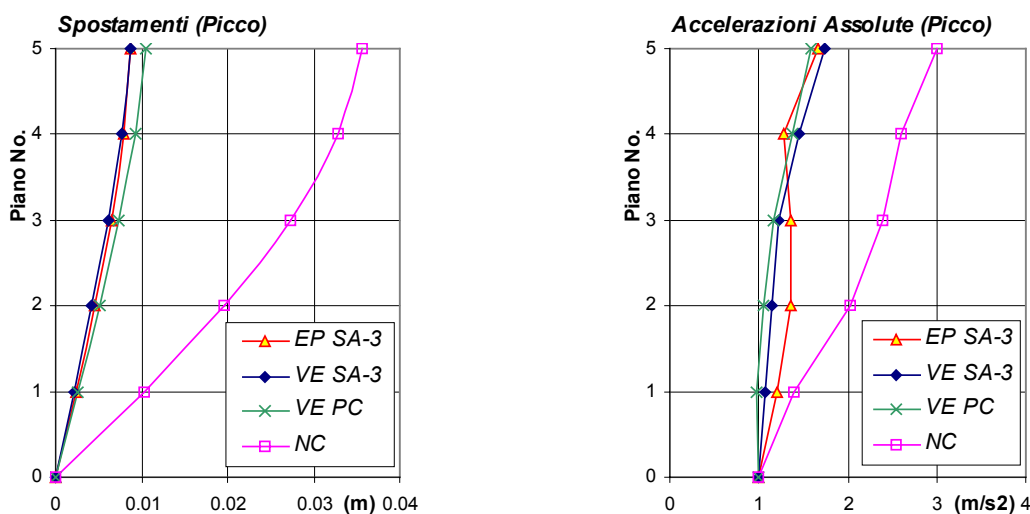 Spostamenti (Picco)
5
4
3
2
1
0
Piano No.
0
0.01
0.02
0.03
(m)
0.04
EP SA-3
VE SA-3
VE PC
NC
Accelerazioni Assolute (Picco)
5
4
3
2
1
0
Piano No.
0
1
2
3
(m/s2)
4
EP SA-3
VE SA-3
VE PC
NC